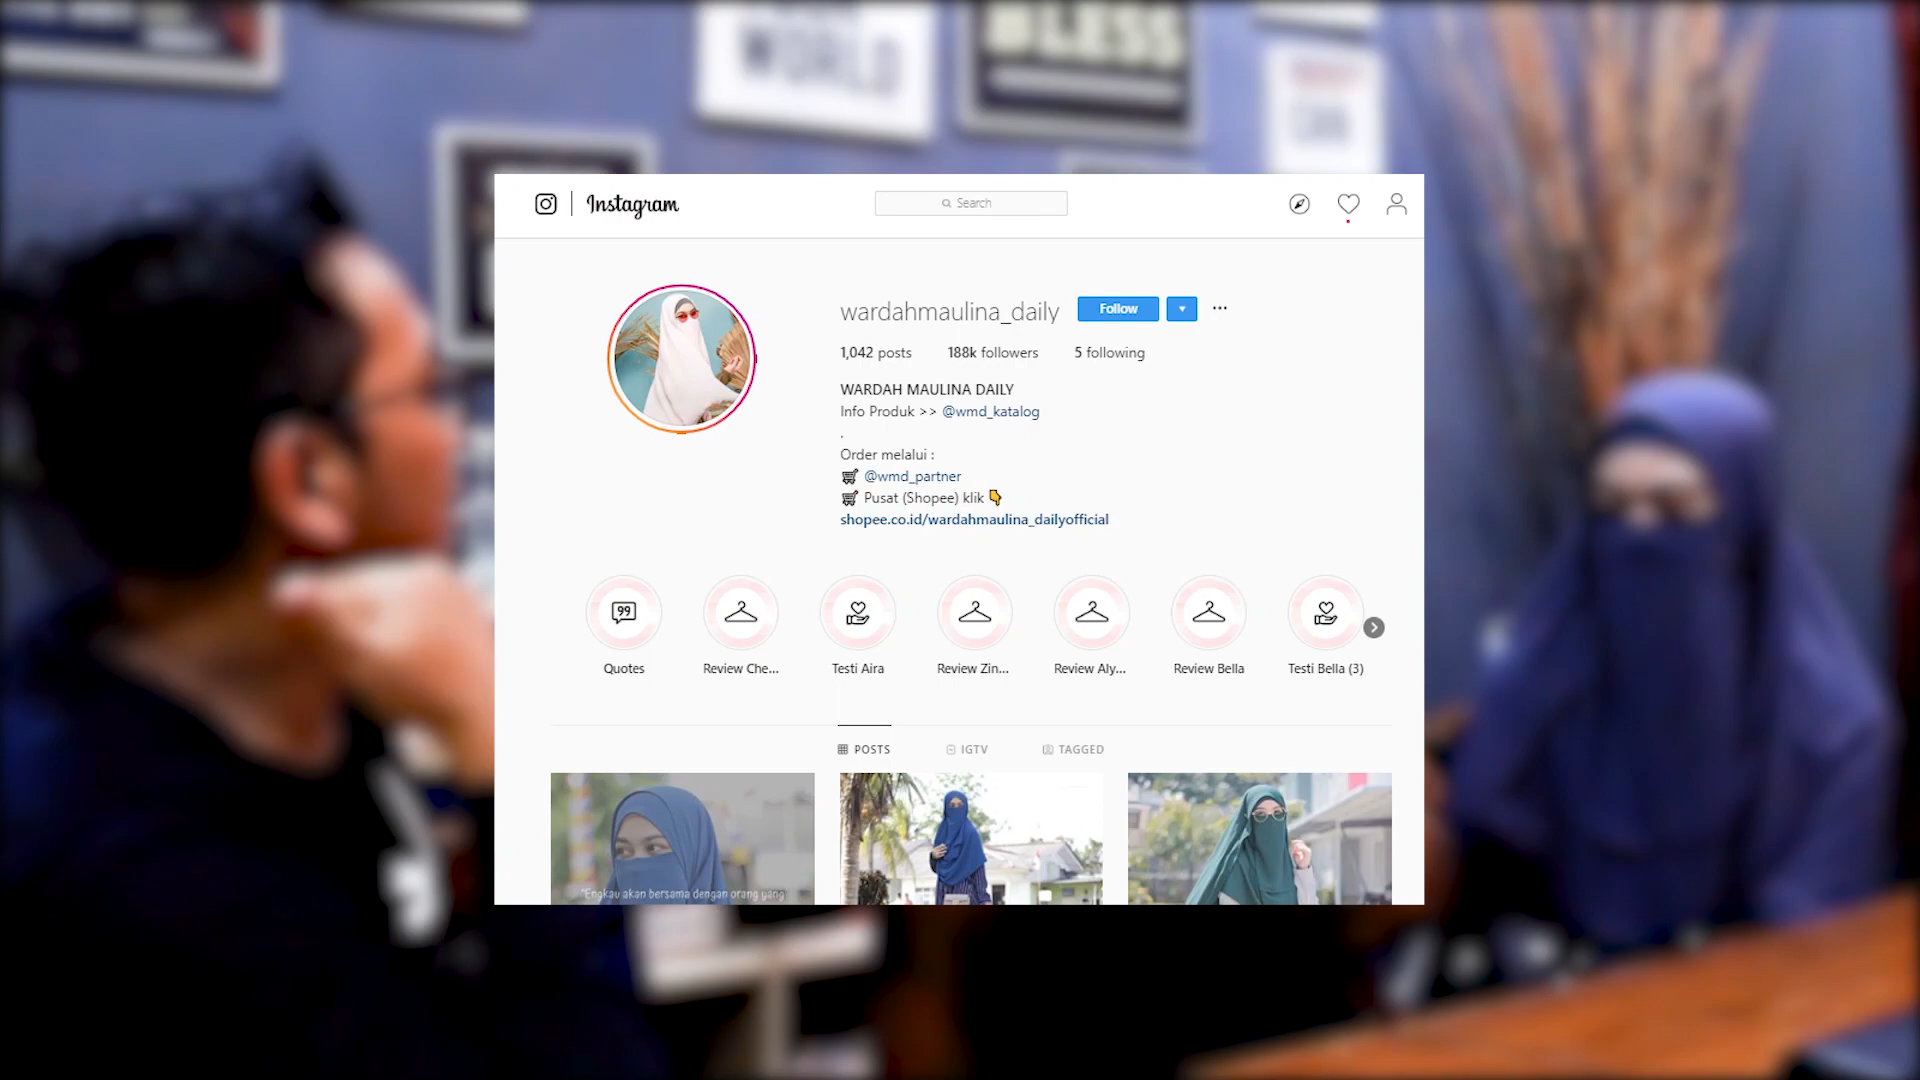 WORLD
BLESS
Instagram
Search
wardahmaulina_daily
Follow
1,042 posts 188k followers 5 following
WARDAH MAULINA DAILY
Info Produk >> @wmd_katalog
.
Order melalui :
@wmd_partner
Pusat (Shopee) klik
shopee.co.id/wardahmaulina_dailyofficial
99
Quotes Review Che... Testi Aira Review Zin... Review Aly... Review Bella Testi Bella (3)
POSTS IGTV TAGGED
"Engkau akan bersama dengan orang yang